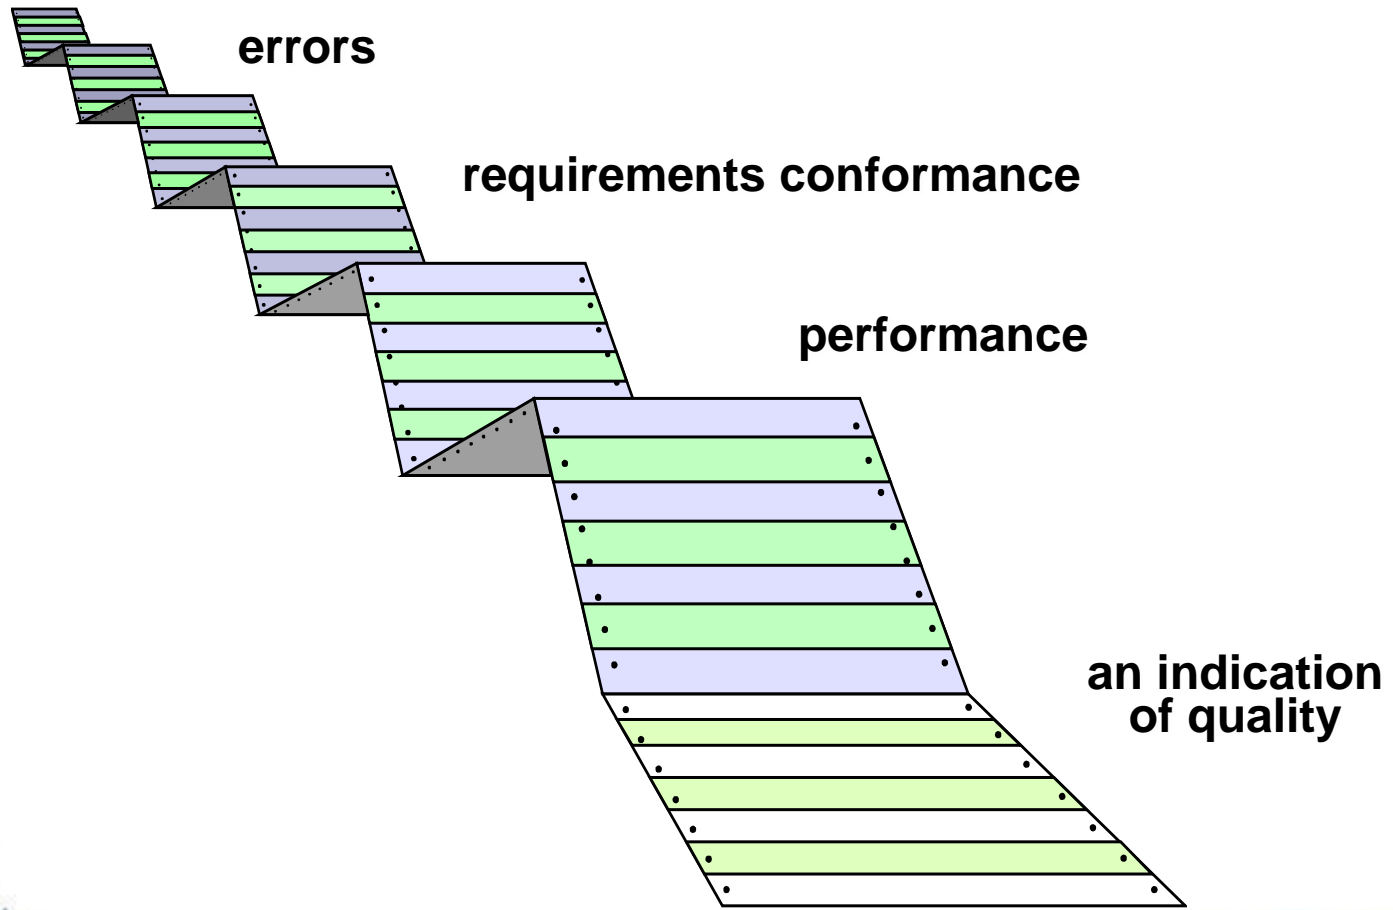 errors
requirements conformance
performance
an indication
of quality